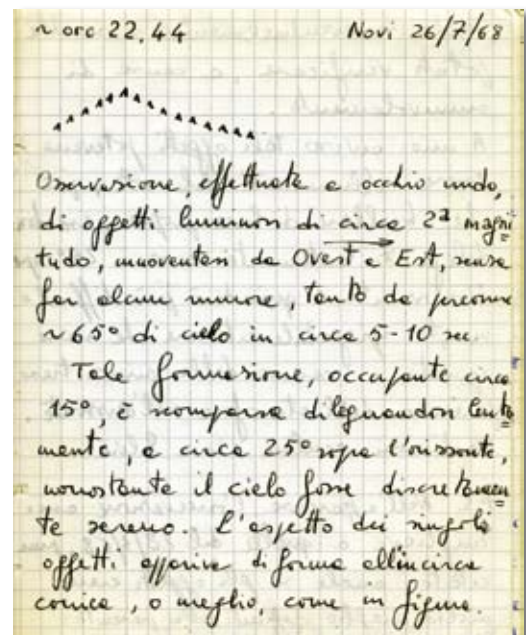 ~ ore 22.44 Novi 26/7/68
Osservazione, effettuata a occhio nudo,
di oggetti luminosi di circa 2ª magni
tudo, muoventesi da Ovest a Est, senza
far alcun rumore, tanto da percorrere
~65° di cielo in circa 5-10 sec.
Tale formazione, occupante circa
15°, è scomparsa dileguandosi lenta
mente, a circa 25° sopra l'orizzonte,
nonostante il cielo fosse discretamen
te sereno. L'aspetto dei singoli
oggetti appariva di forma all'incirca
conica, o meglio, come in figura.